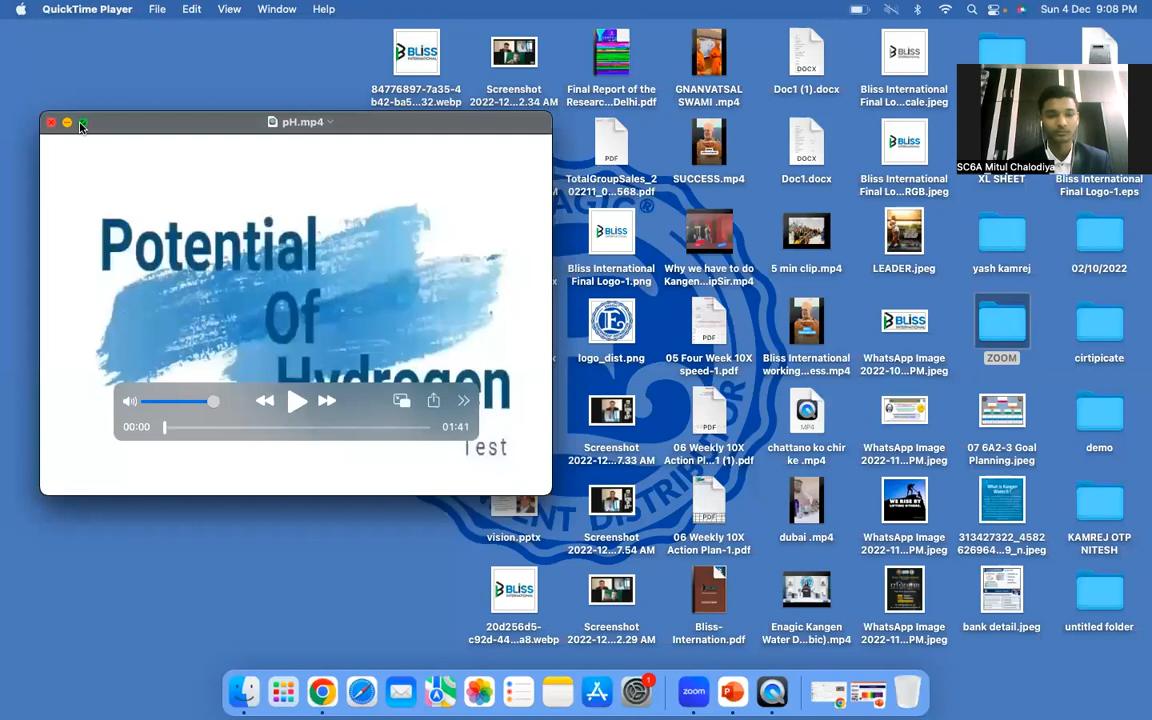 QuickTime Player File Edit View Window Help Sun 4 Dec 9:08 PM
84776897-7a35-4
b42-ba5...32.webp
Screenshot
2022-12...2.34 AM
Final Report of the
Researc...Delhi.pdf
GNANVATSAL
SWAMI .mp4
DOCX
Doc1 (1).docx
Bliss International
Final Lo...cale.jpeg
SC6A Mitul Chalodiya
pH.mp4
Potential
Of
Hydrogen
Test
00:00
01:41
PDF
TotalGroupSales_2
02211_0...568.pdf
SUCCESS.mp4
DOCX
Doc1.docx
Bliss International
Final Lo...RGB.jpeg
XL SHEET
Bliss International
Final Logo-1.eps
BLISS
Bliss International
Final Logo-1.png
Why we have to do
Kangen...ipSir.mp4
5 min clip.mp4
LEADER.jpeg
yash kamrej
02/10/2022
logo_dist.png
PDF
05 Four Week 10X
speed-1.pdf
Bliss International
working...ess.mp4
BLISS
WhatsApp Image
2022-10...PM.jpeg
ZOOM
cirtipicate
Screenshot
2022-12...7.33 AM
06 Weekly 10X
Action Pl...1 (1).pdf
MP4
chattano ko chir
ke .mp4
WhatsApp Image
2022-11...PM.jpeg
07 6A2-3 Goal
Planning.jpeg
demo
vision.pptx
Screenshot
2022-12...7.54 AM
PDF
06 Weekly 10X
Action Plan-1.pdf
dubai .mp4
WhatsApp Image
2022-11...PM.jpeg
313427322_4582
626964...9_n.jpeg
KAMREJ OTP
NITESH
BLISS
20d256d5-
c92d-44...a8.webp
Screenshot
2022-12...2.29 AM
Bliss-
Internation.pdf
Enagic Kangen
Water D...bic).mp4
WhatsApp Image
2022-11...PM.jpeg
bank detail.jpeg
untitled folder
zoom
1